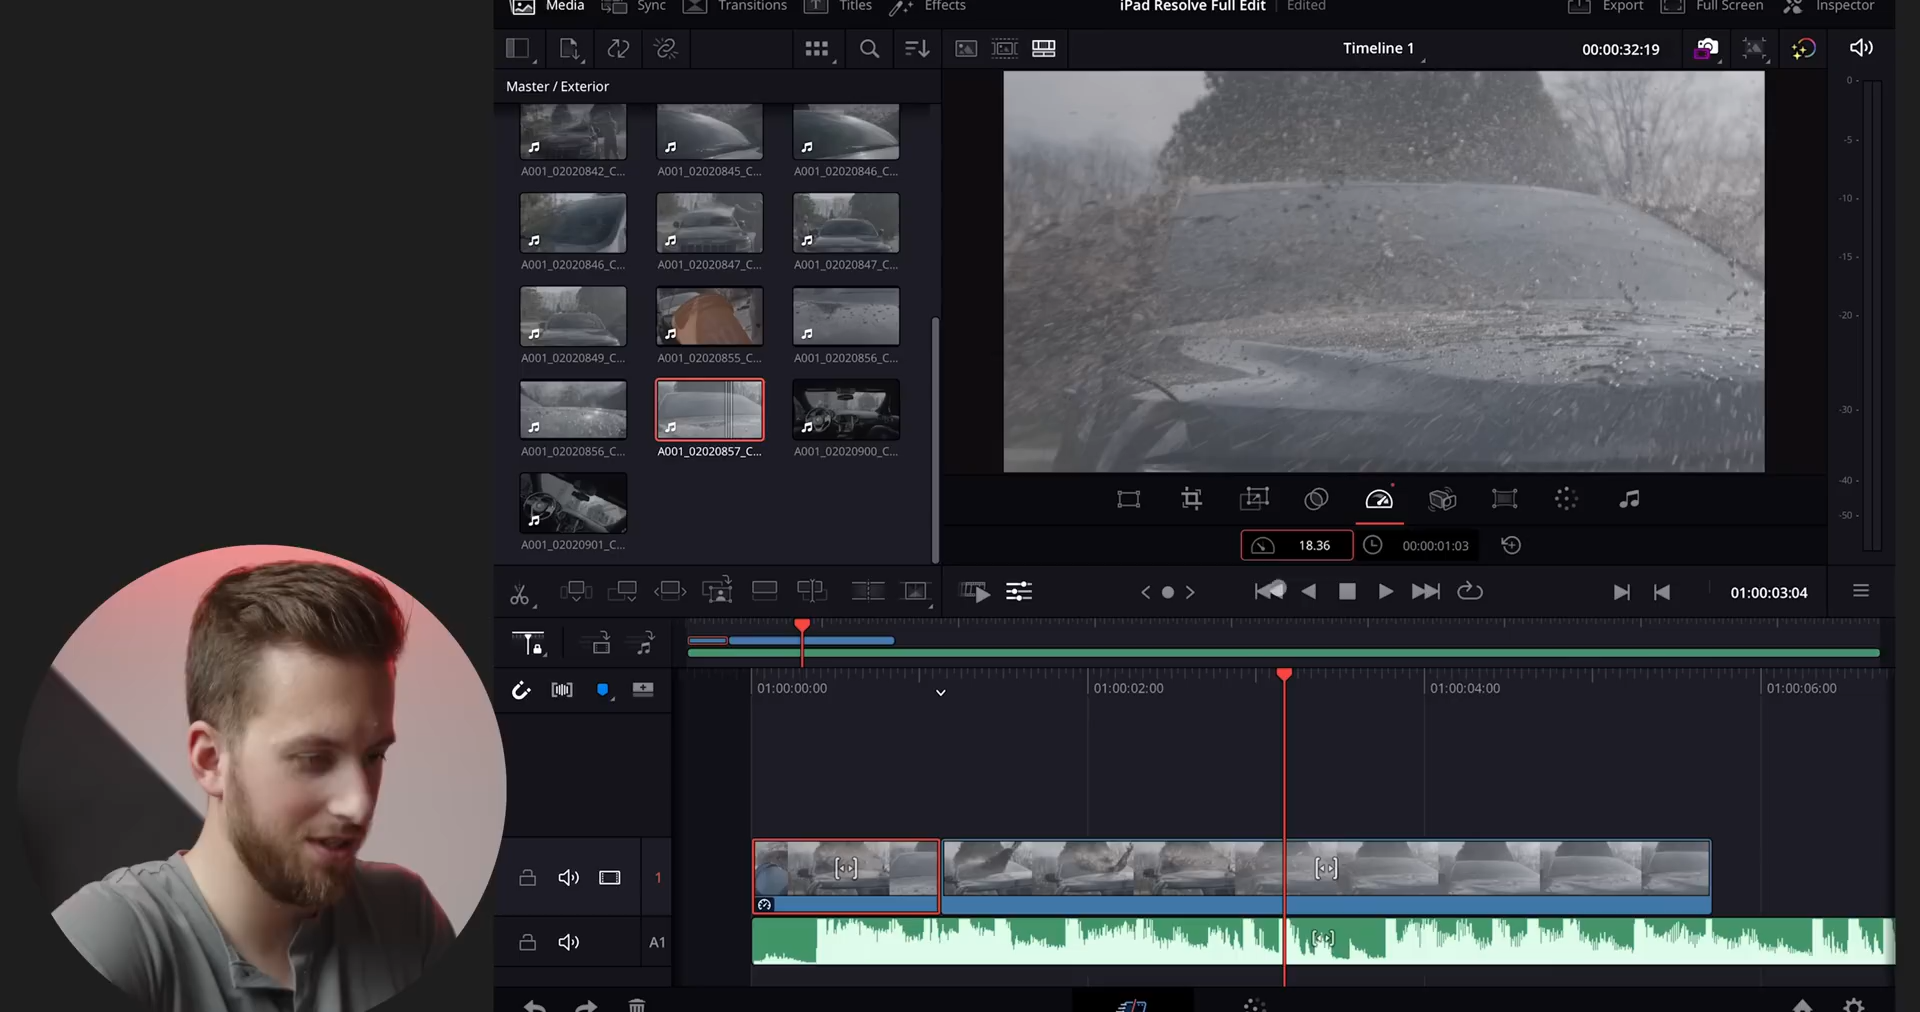 Media Sync Transitions Titles Effects iPad Resolve Full Edit Edited Export Full Screen Inspector
Timeline 1 00:00:32:19
Master / Exterior
A001_02020842_C... A001_02020845_C... A001_02020846_C...
A001_02020846_C... A001_02020847_C... A001_02020847_C...
A001_02020849_C... A001_02020855_C... A001_02020856_C...
A001_02020856_C... A001_02020857_C... A001_02020900_C...
A001_02020901_C...
0 -
-5 -
-10 -
-15 -
-20 -
-30 -
-40 -
-50 -
18.36 00:00:01:03
01:00:03:04
01:00:00:00 01:00:02:00 01:00:04:00 01:00:06:00
1
A1